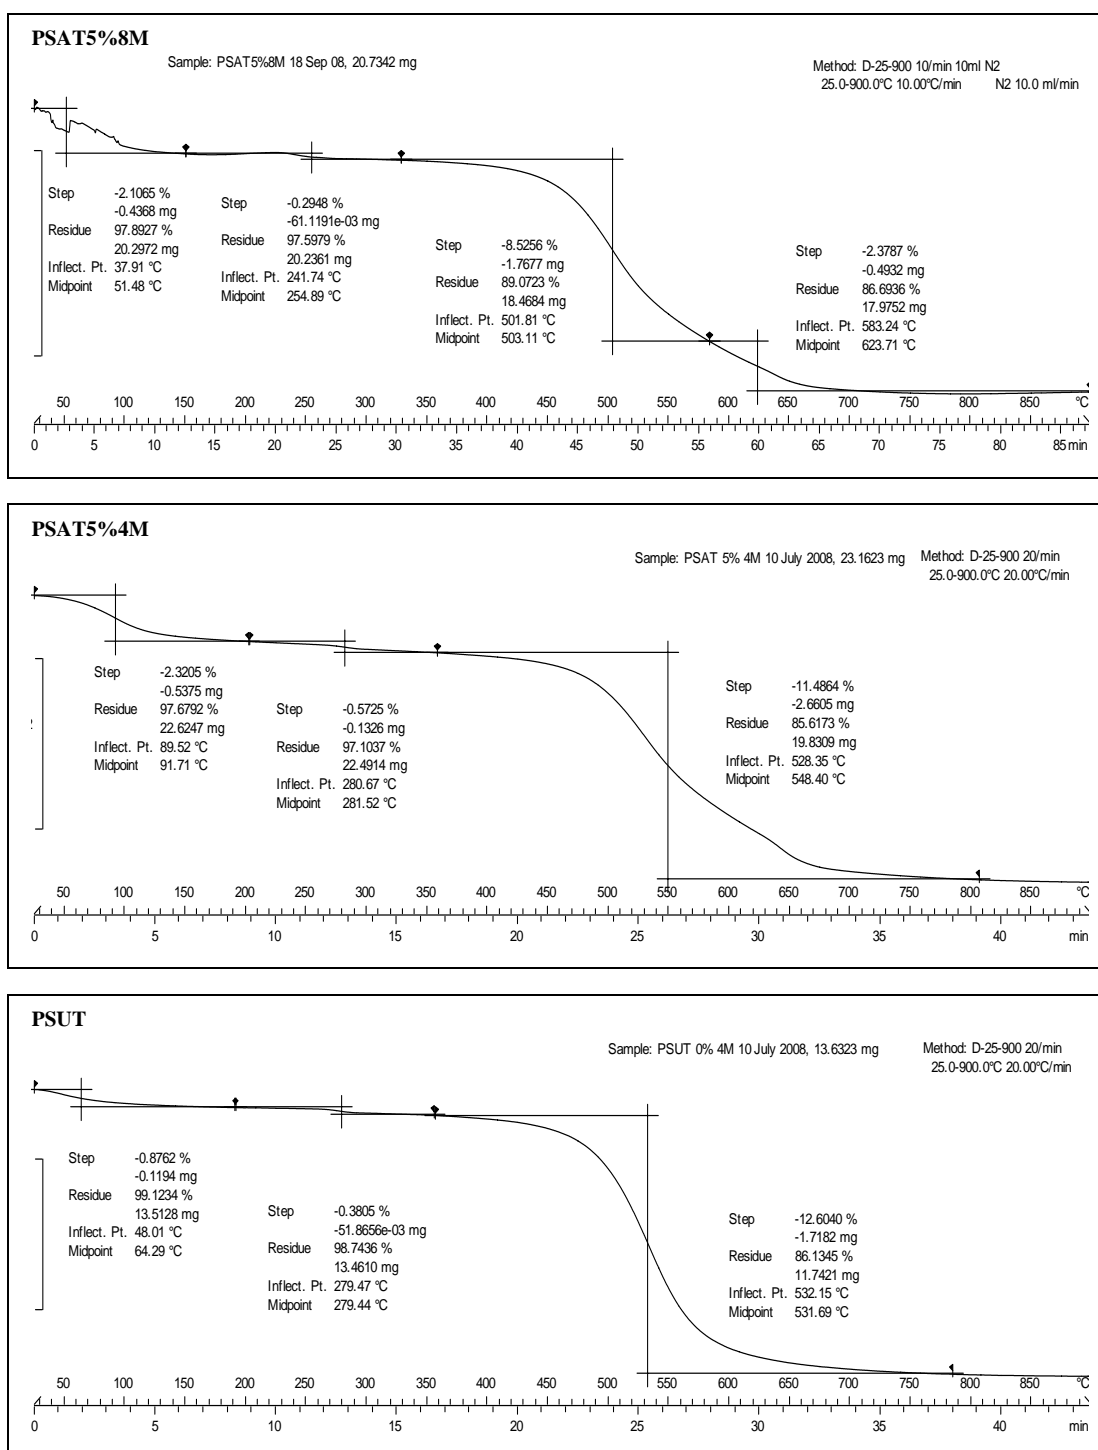 PSAT5%8M
Sample: PSAT5%8M 18 Sep 08, 20.7342 mg
Method: D-25-900 10/min 10ml N2
25.0-900.0°C 10.00°C/min N2 10.0 ml/min
Step -2.1065 %
-0.4368 mg
Residue 97.8927 %
20.2972 mg
Inflect. Pt. 37.91 °C
Midpoint 51.48 °C
Step -0.2948 %
-61.1191e-03 mg
Residue 97.5979 %
20.2361 mg
Inflect. Pt. 241.74 °C
Midpoint 254.89 °C
Step -8.5256 %
-1.7677 mg
Residue 89.0723 %
18.4684 mg
Inflect. Pt. 501.81 °C
Midpoint 503.11 °C
Step -2.3787 %
-0.4932 mg
Residue 86.6936 %
17.9752 mg
Inflect. Pt. 583.24 °C
Midpoint 623.71 °C
50 100 150 200 250 300 350 400 450 500 550 600 650 700 750 800 850 °C
0 5 10 15 20 25 30 35 40 45 50 55 60 65 70 75 80 85 min
PSAT5%4M
Sample: PSAT 5% 4M 10 July 2008, 23.1623 mg
Method: D-25-900 20/min
25.0-900.0°C 20.00°C/min
Step -2.3205 %
-0.5375 mg
Residue 97.6792 %
22.6247 mg
Inflect. Pt. 89.52 °C
Midpoint 91.71 °C
Step -0.5725 %
-0.1326 mg
Residue 97.1037 %
22.4914 mg
Inflect. Pt. 280.67 °C
Midpoint 281.52 °C
Step -11.4864 %
-2.6605 mg
Residue 85.6173 %
19.8309 mg
Inflect. Pt. 528.35 °C
Midpoint 548.40 °C
50 100 150 200 250 300 350 400 450 500 550 600 650 700 750 800 850 °C
0 5 10 15 20 25 30 35 40 min
PSUT
Sample: PSUT 0% 4M 10 July 2008, 13.6323 mg
Method: D-25-900 20/min
25.0-900.0°C 20.00°C/min
Step -0.8762 %
-0.1194 mg
Residue 99.1234 %
13.5128 mg
Inflect. Pt. 48.01 °C
Midpoint 64.29 °C
Step -0.3805 %
-51.8656e-03 mg
Residue 98.7436 %
13.4610 mg
Inflect. Pt. 279.47 °C
Midpoint 279.44 °C
Step -12.6040 %
-1.7182 mg
Residue 86.1345 %
11.7421 mg
Inflect. Pt. 532.15 °C
Midpoint 531.69 °C
50 100 150 200 250 300 350 400 450 500 550 600 650 700 750 800 850 °C
0 5 10 15 20 25 30 35 40 min